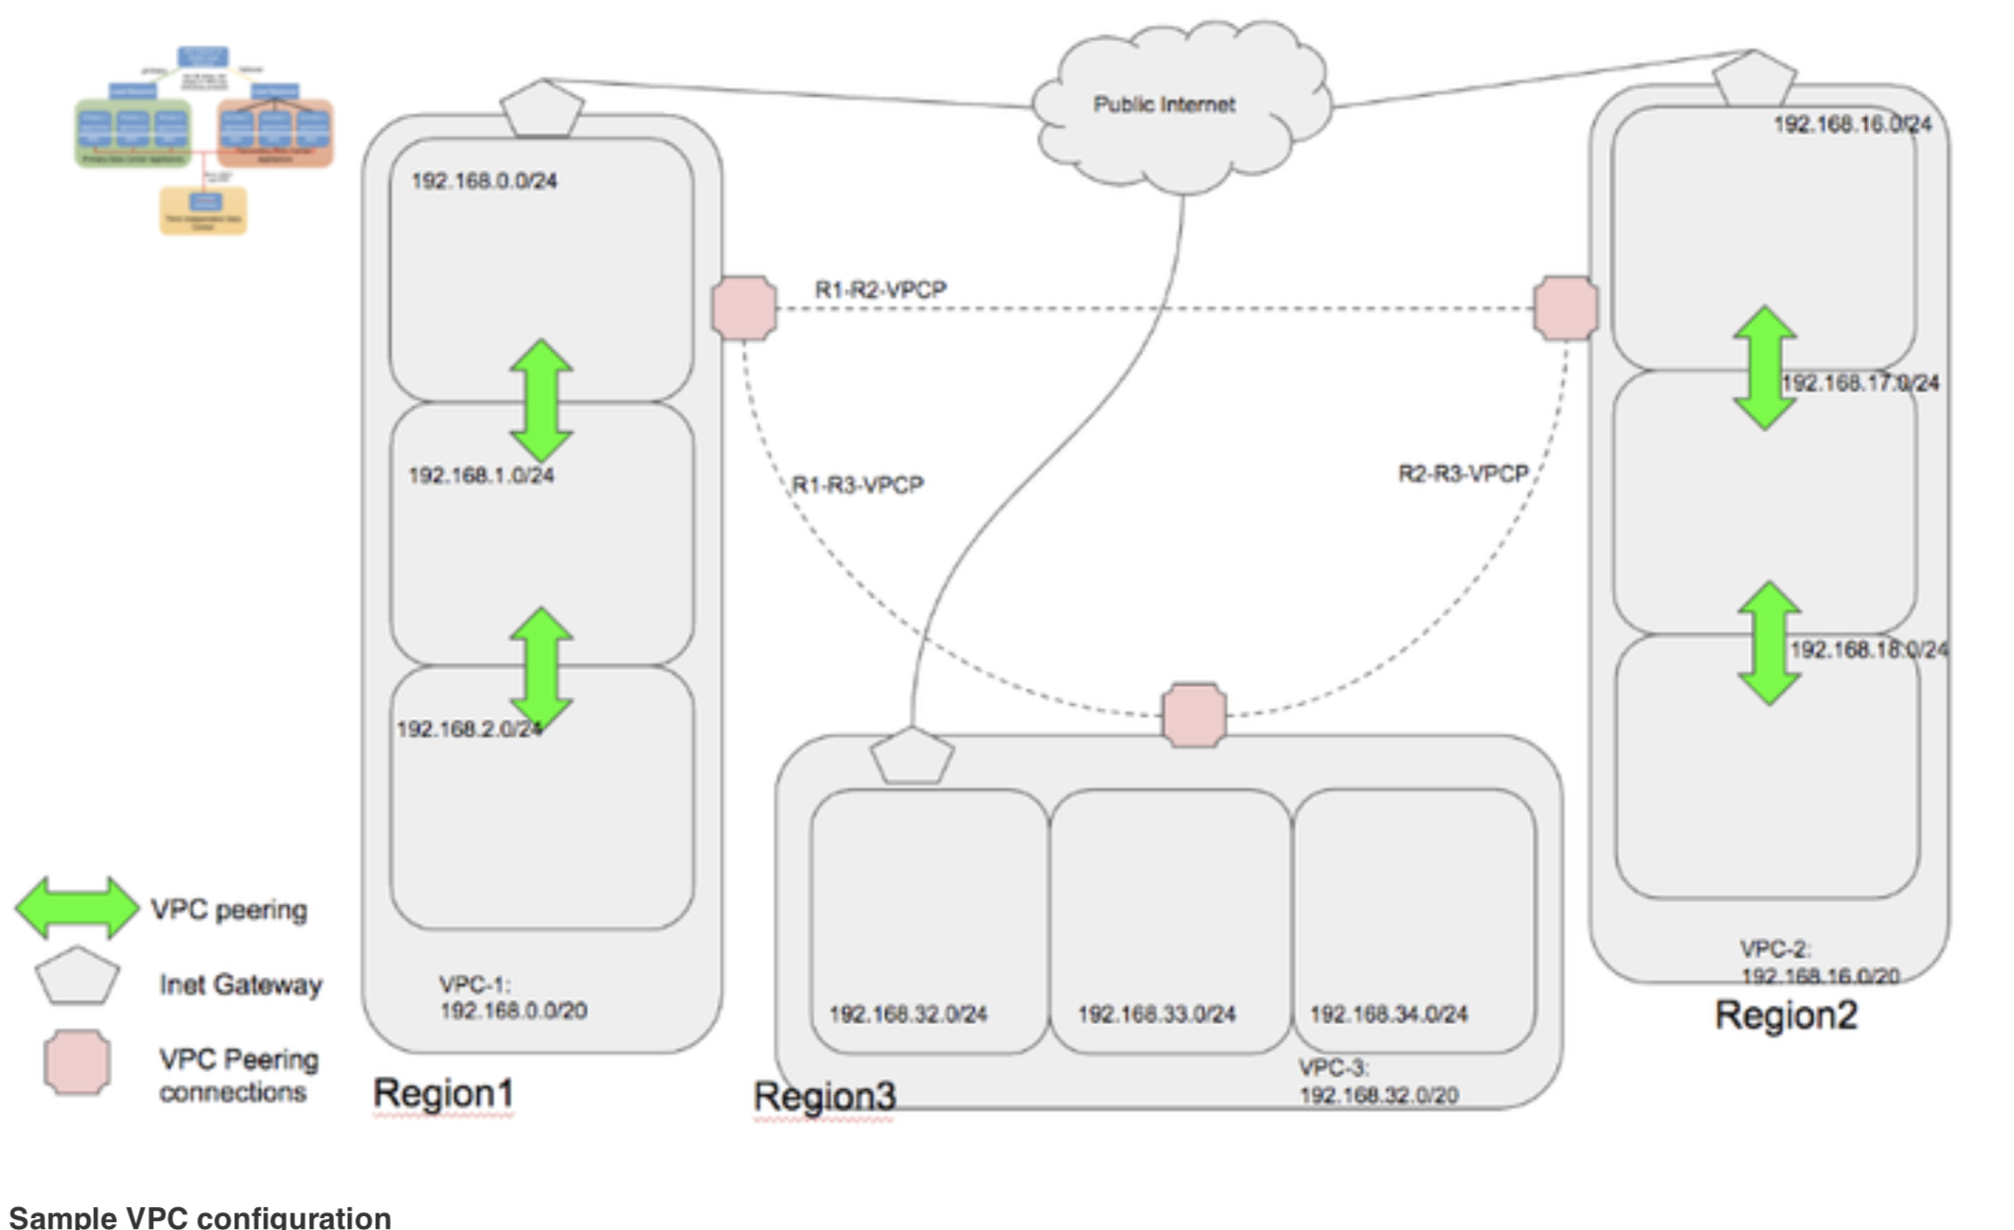 Public Internet
192.168.16.0/24
192.168.0.0/24
R1-R2-VPCP
192.168.17.0/24
192.168.1.0/24
R1-R3-VPCP
R2-R3-VPCP
192.168.18.0/24
192.168.2.0/24
VPC peering
Inet Gateway
VPC Peering
connections
VPC-1:
192.168.0.0/20
Region1
192.168.32.0/24
192.168.33.0/24
192.168.34.0/24
VPC-3:
192.168.32.0/20
Region3
VPC-2:
192.168.16.0/20
Region2
Sample VPC configuration